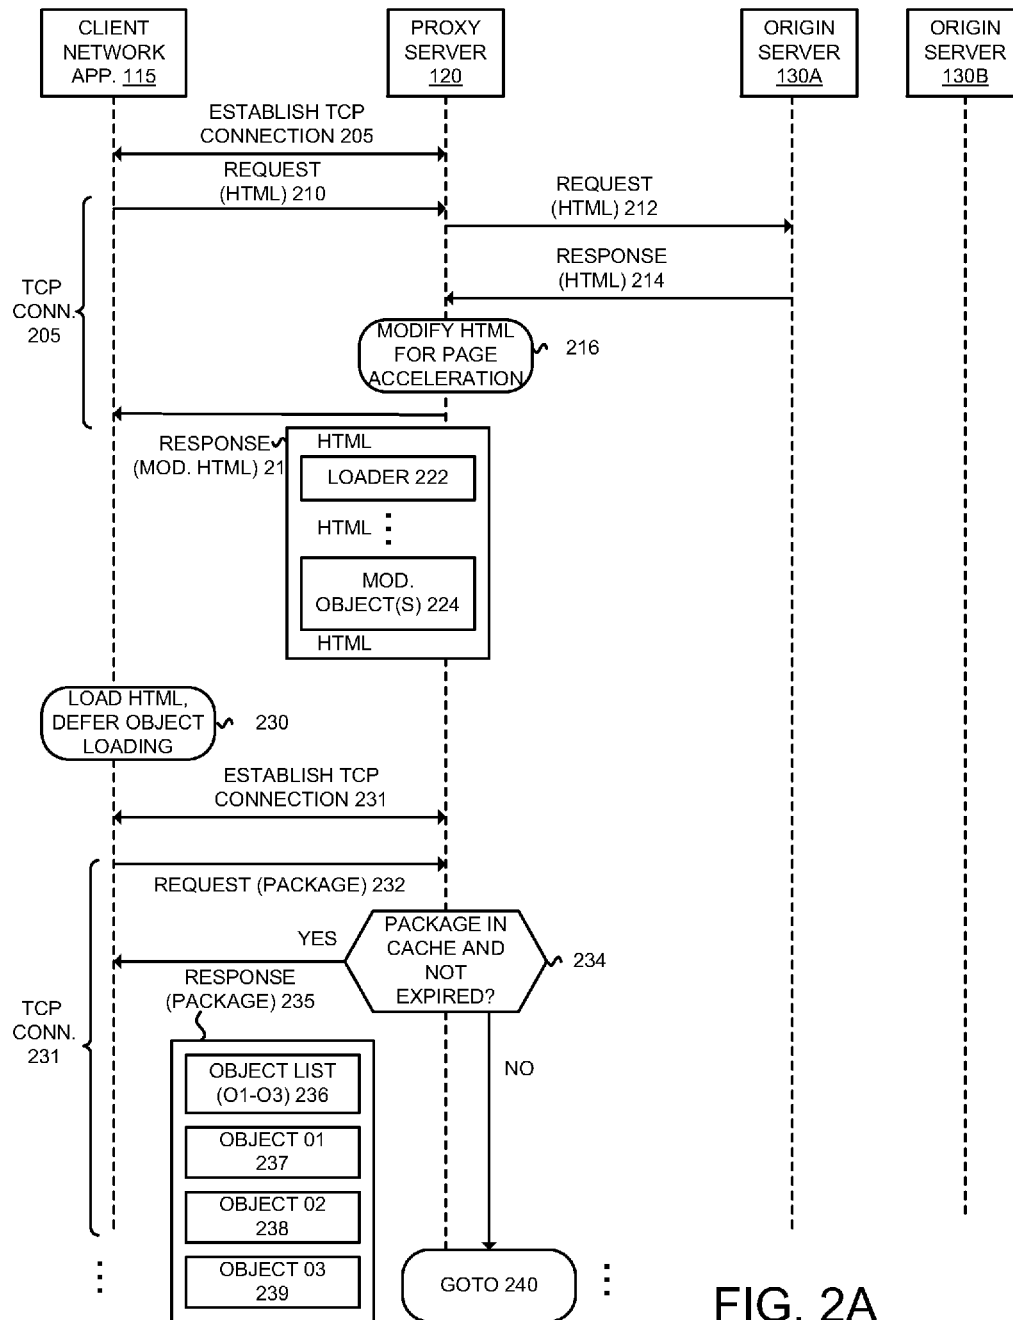 CLIENT
NETWORK
APP. 115
PROXY
SERVER
120
ORIGIN
SERVER
130A
ORIGIN
SERVER
130B
ESTABLISH TCP
CONNECTION 205
REQUEST
(HTML) 210
REQUEST
(HTML) 212
RESPONSE
(HTML) 214
TCP
CONN.
205
MODIFY HTML
FOR PAGE
ACCELERATION
216
RESPONSE
(MOD. HTML) 21
HTML
LOADER 222
HTML
MOD.
OBJECT(S) 224
HTML
LOAD HTML,
DEFER OBJECT
LOADING
230
ESTABLISH TCP
CONNECTION 231
REQUEST (PACKAGE) 232
PACKAGE IN
CACHE AND
NOT
EXPIRED?
234
YES
RESPONSE
(PACKAGE) 235
TCP
CONN.
231
NO
OBJECT LIST
(O1-O3) 236
OBJECT 01
237
OBJECT 02
238
OBJECT 03
239
GOTO 240
FIG. 2A